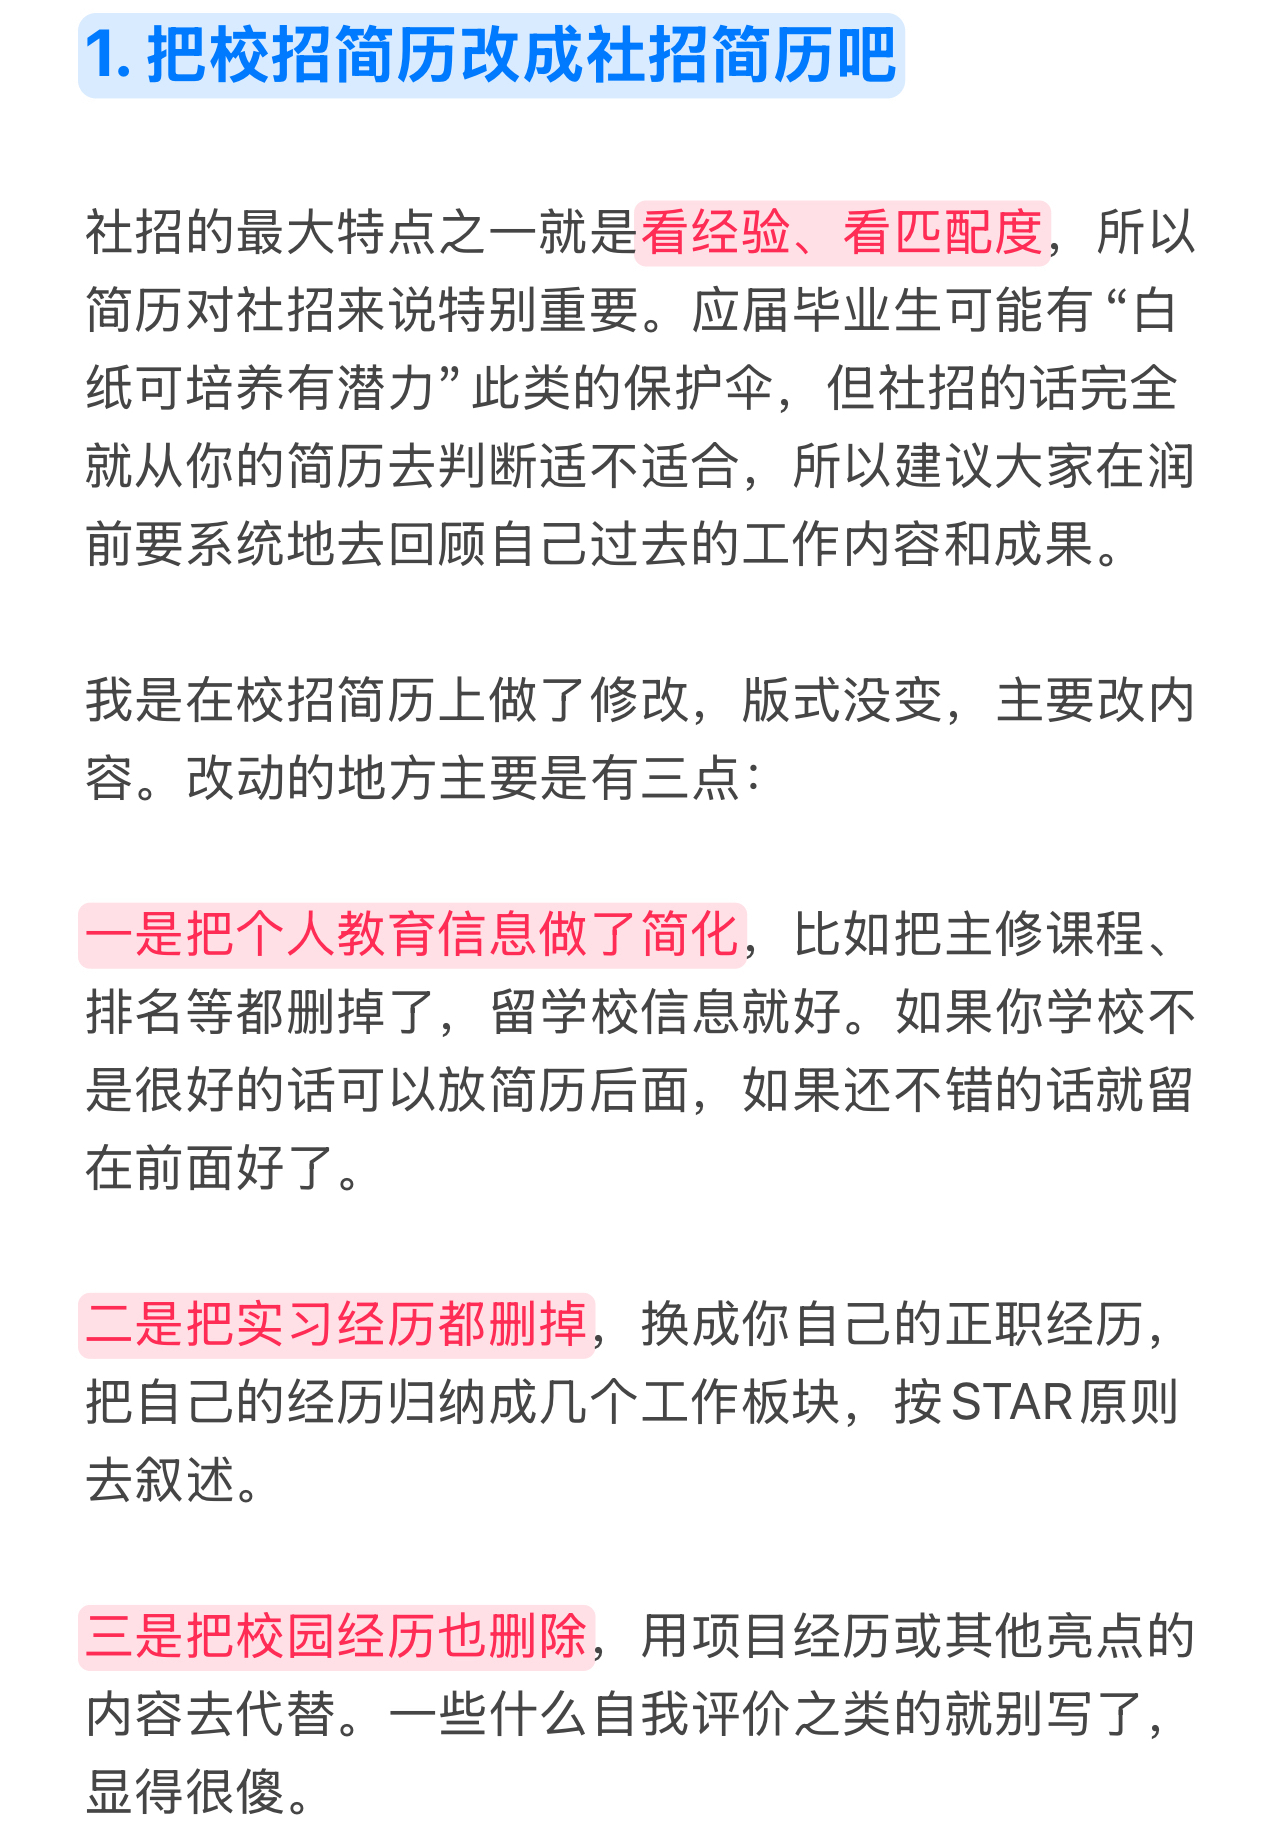 1. 把校招简历改成社招简历吧
社招的最大特点之一就是看经验、看匹配度，所以
简历对社招来说特别重要。应届毕业生可能有“白
纸可培养有潜力”此类的保护伞，但社招的话完全
就从你的简历去判断适不适合，所以建议大家在润
前要系统地去回顾自己过去的工作内容和成果。
我是在校招简历上做了修改，版式没变，主要改内
容。改动的地方主要是有三点：
一是把个人教育信息做了简化，比如把主修课程、
排名等都删掉了，留学校信息就好。如果你学校不
是很好的话可以放简历后面，如果还不错的话就留
在前面好了。
二是把实习经历都删掉，换成你自己的正职经历，
把自己的经历归纳成几个工作板块，按STAR原则
去叙述。
三是把校园经历也删除，用项目经历或其他亮点的
内容去代替。一些什么自我评价之类的就别写了，
显得很傻。